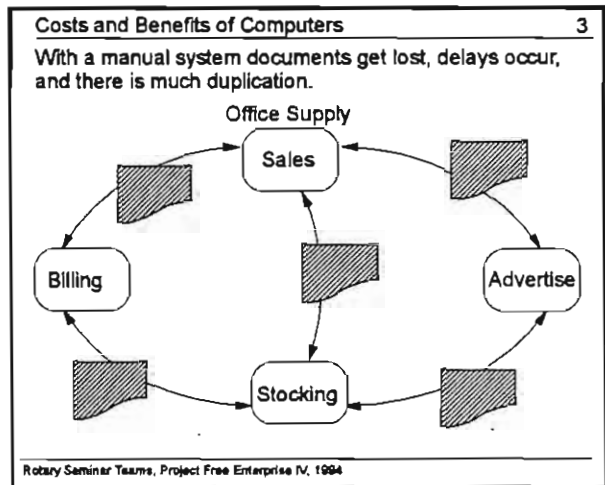 Costs and Benefits of Computers 3
With a manual system documents get lost, delays occur,
and there is much duplication.
Office Supply
Sales
Billing
Advertise
Stocking
Rotary Seminar Teams, Project Free Enterprise IV, 1994